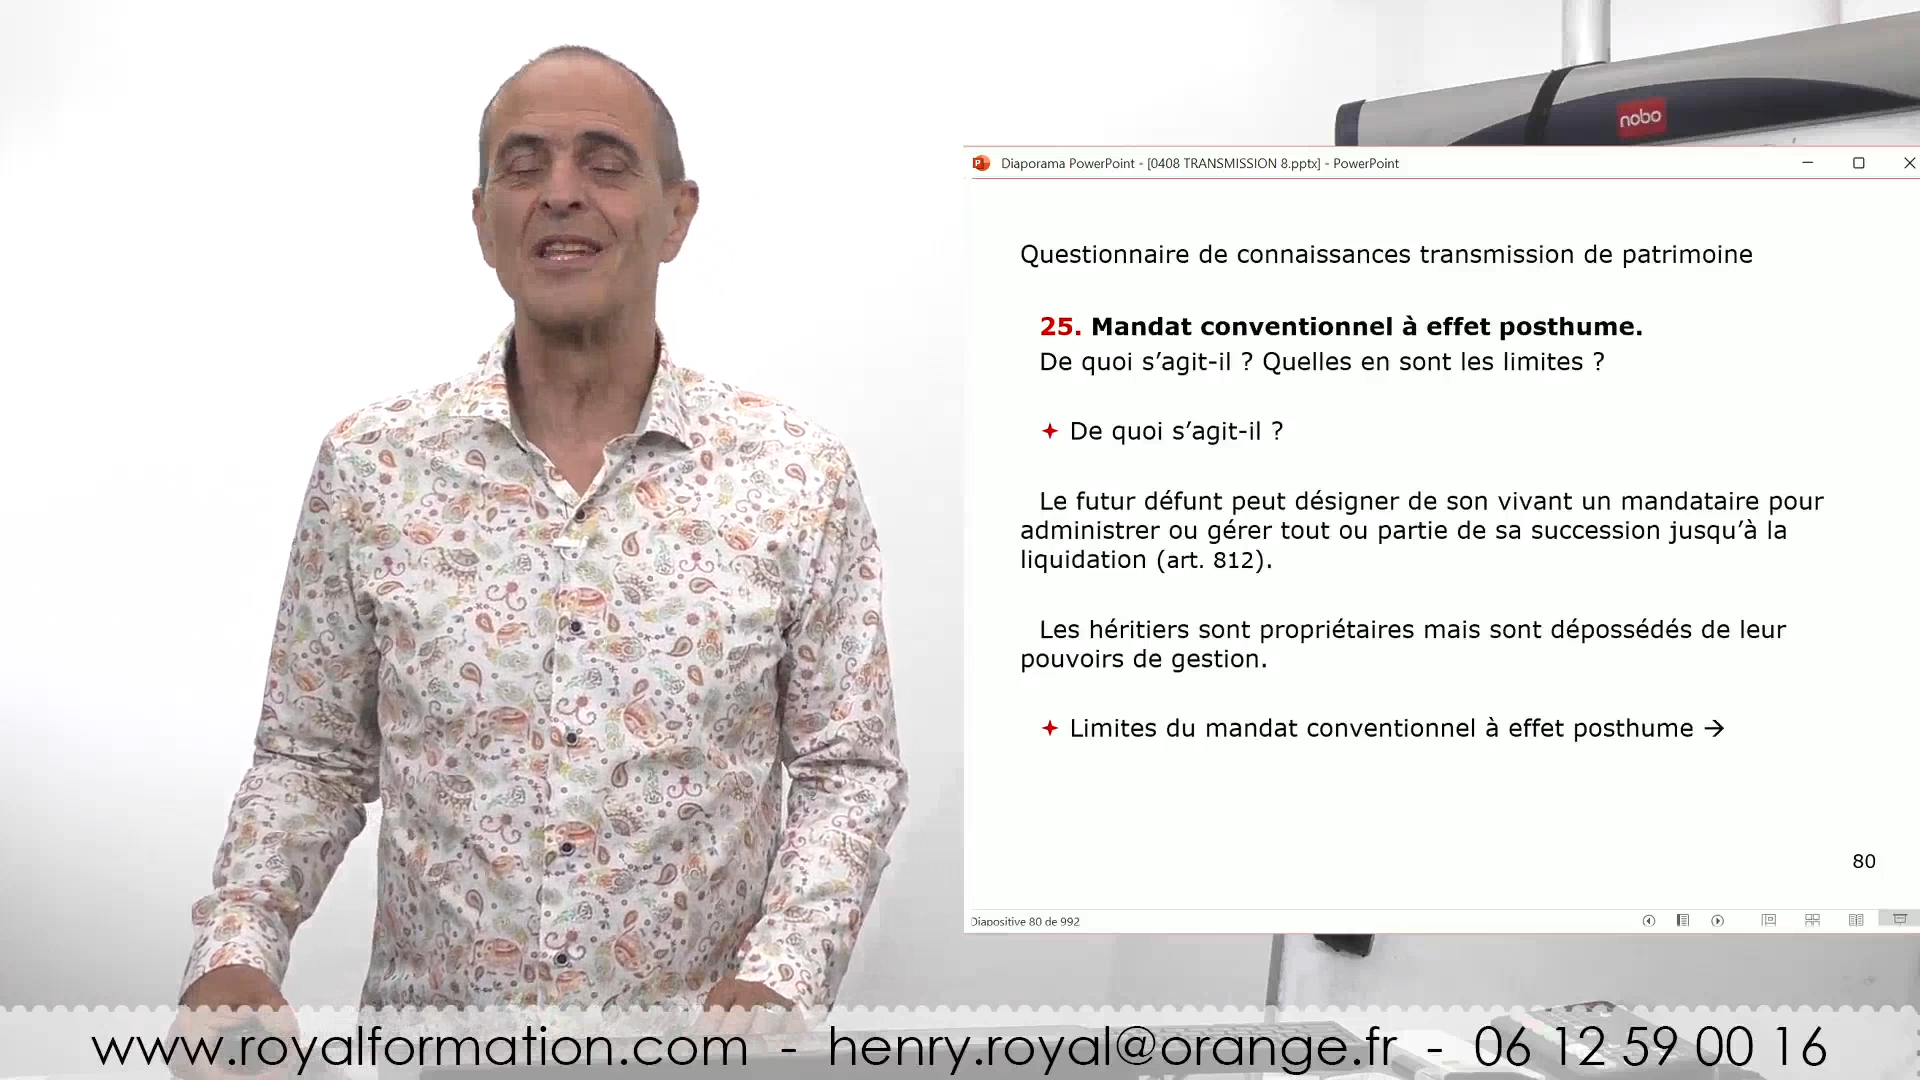 nobo
Diaporama PowerPoint - [0408 TRANSMISSION 8.pptx] - PowerPoint
Questionnaire de connaissances transmission de patrimoine
25. Mandat conventionnel à effet posthume.
De quoi s’agit-il ? Quelles en sont les limites ?
✦ De quoi s’agit-il ?
Le futur défunt peut désigner de son vivant un mandataire pour
administrer ou gérer tout ou partie de sa succession jusqu’à la
liquidation (art. 812).
Les héritiers sont propriétaires mais sont dépossédés de leur
pouvoirs de gestion.
✦ Limites du mandat conventionnel à effet posthume →
80
Diapositive 80 de 992
www.royalformation.com - henry.royal@orange.fr - 06 12 59 00 16